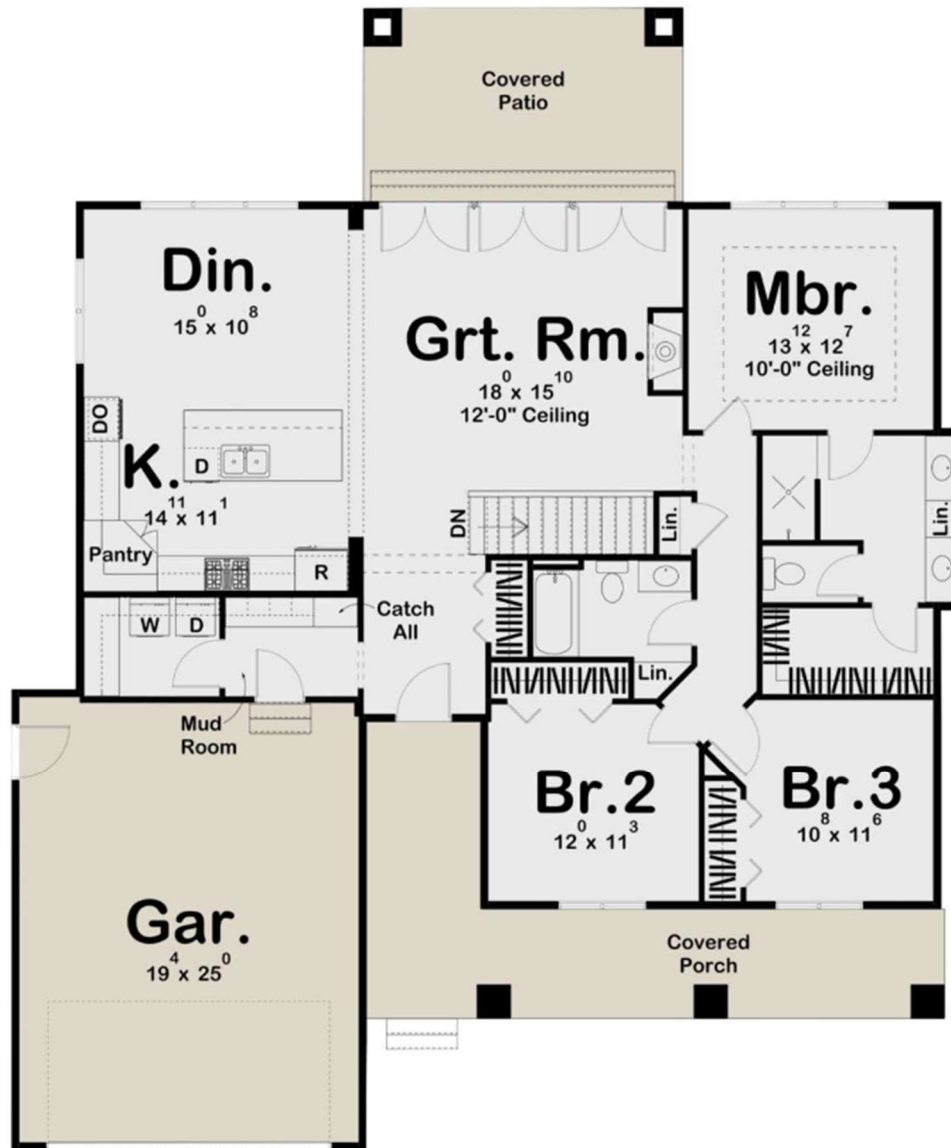 Covered
Patio
Din.
15⁰ x 10⁸
Grt. Rm.
18⁰ x 15¹⁰
12'-0" Ceiling
Mbr.
13¹² x 12⁷
10'-0" Ceiling
DO
K.
14¹¹ x 11¹
D
Pantry
R
DN
Lin.
Lin.
W
D
Catch
All
Lin.
Mud
Room
Br.2
12⁰ x 11³
Br.3
10⁸ x 11⁶
Gar.
19⁴ x 25⁰
Covered
Porch